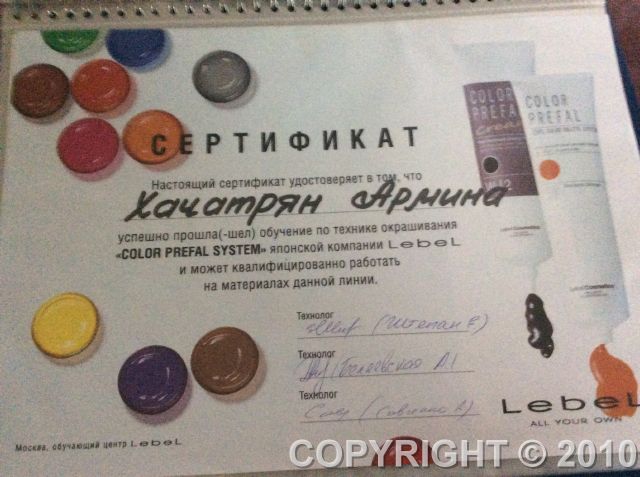 COLOR
PREFAL
cream
COLOR
PREFAL
СЕРТИФИКАТ
Настоящий сертификат удостоверяет в том, что
Хачатрян Армина
успешно прошла(-шел) обучение по технике окрашивания
«COLOR PREFAL SYSTEM» японской компании LebeL
и может квалифицированно работать
на материалах данной линии.
Технолог
(Штепан Е)
Технолог
Технолог
LebeL
ALL YOUR OWN
Москва, обучающий центр LebeL
COPYRIGHT © 2010